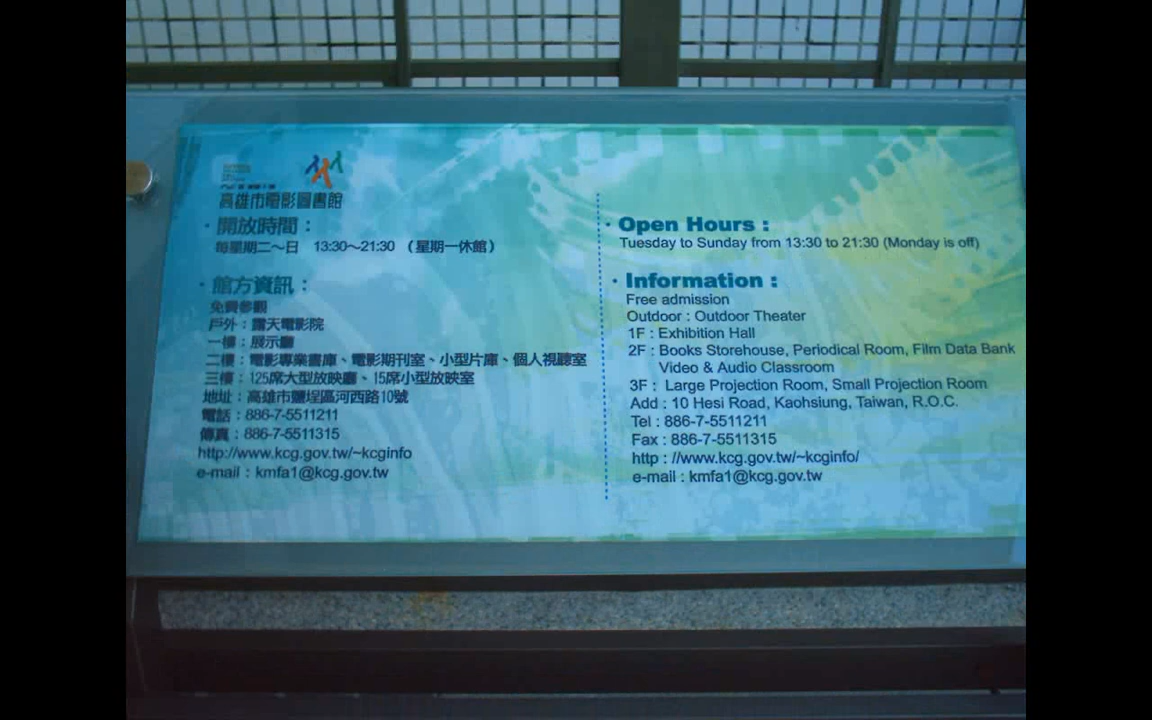 高雄市電影圖書館
· 開放時間：
每星期二～日 13:30～21:30 （星期一休館）
· 館方資訊：
免費參觀
戶外：露天電影院
一樓：展示廳
二樓：電影專業書庫、電影期刊室、小型片庫、個人視聽室
三樓：125席大型放映廳、15席小型放映室
地址：高雄市鹽埕區河西路10號
電話：886-7-5511211
傳真：886-7-5511315
http://www.kcg.gov.tw/~kcginfo
e-mail：kmfa1@kcg.gov.tw
· Open Hours :
Tuesday to Sunday from 13:30 to 21:30 (Monday is off)
· Information :
Free admission
Outdoor : Outdoor Theater
1F : Exhibition Hall
2F : Books Storehouse, Periodical Room, Film Data Bank
Video & Audio Classroom
3F : Large Projection Room, Small Projection Room
Add : 10 Hesi Road, Kaohsiung, Taiwan, R.O.C.
Tel : 886-7-5511211
Fax : 886-7-5511315
http : //www.kcg.gov.tw/~kcginfo/
e-mail : kmfa1@kcg.gov.tw